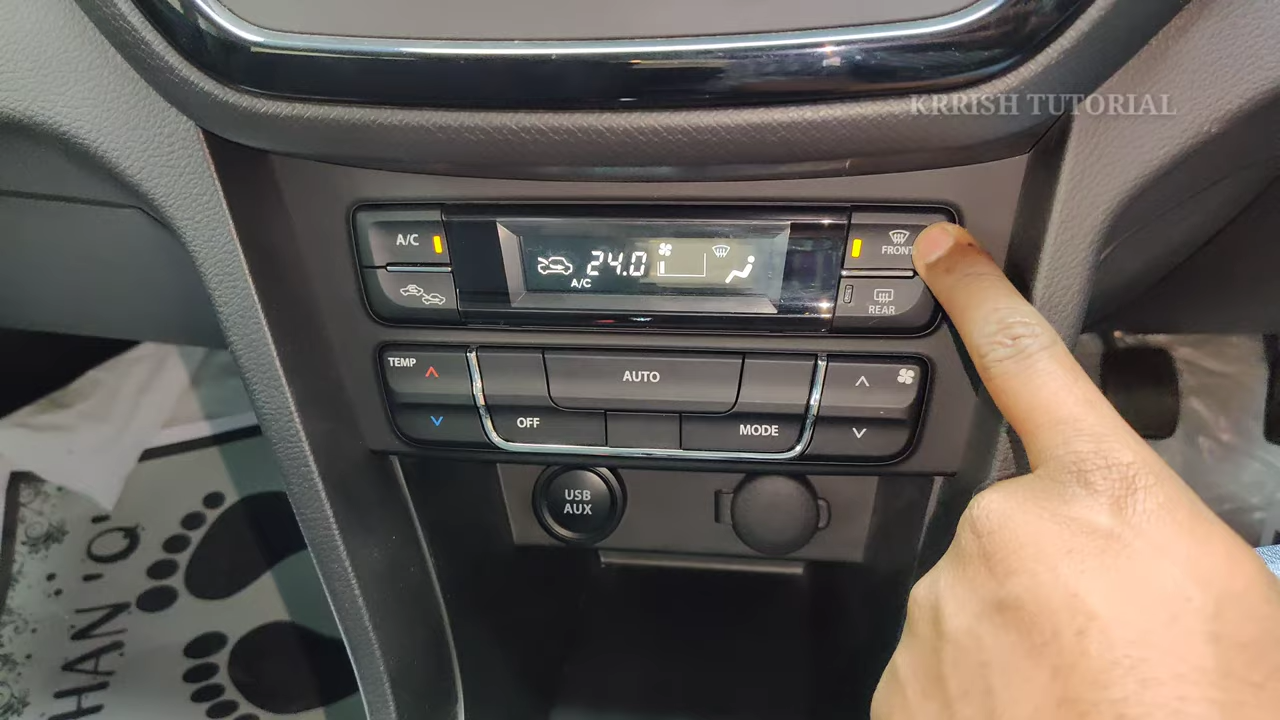 KRRISH TUTORIAL
A/C
24.0
A/C
FRONT
REAR
TEMP
AUTO
OFF
MODE
USB
AUX
HAN 'Q'